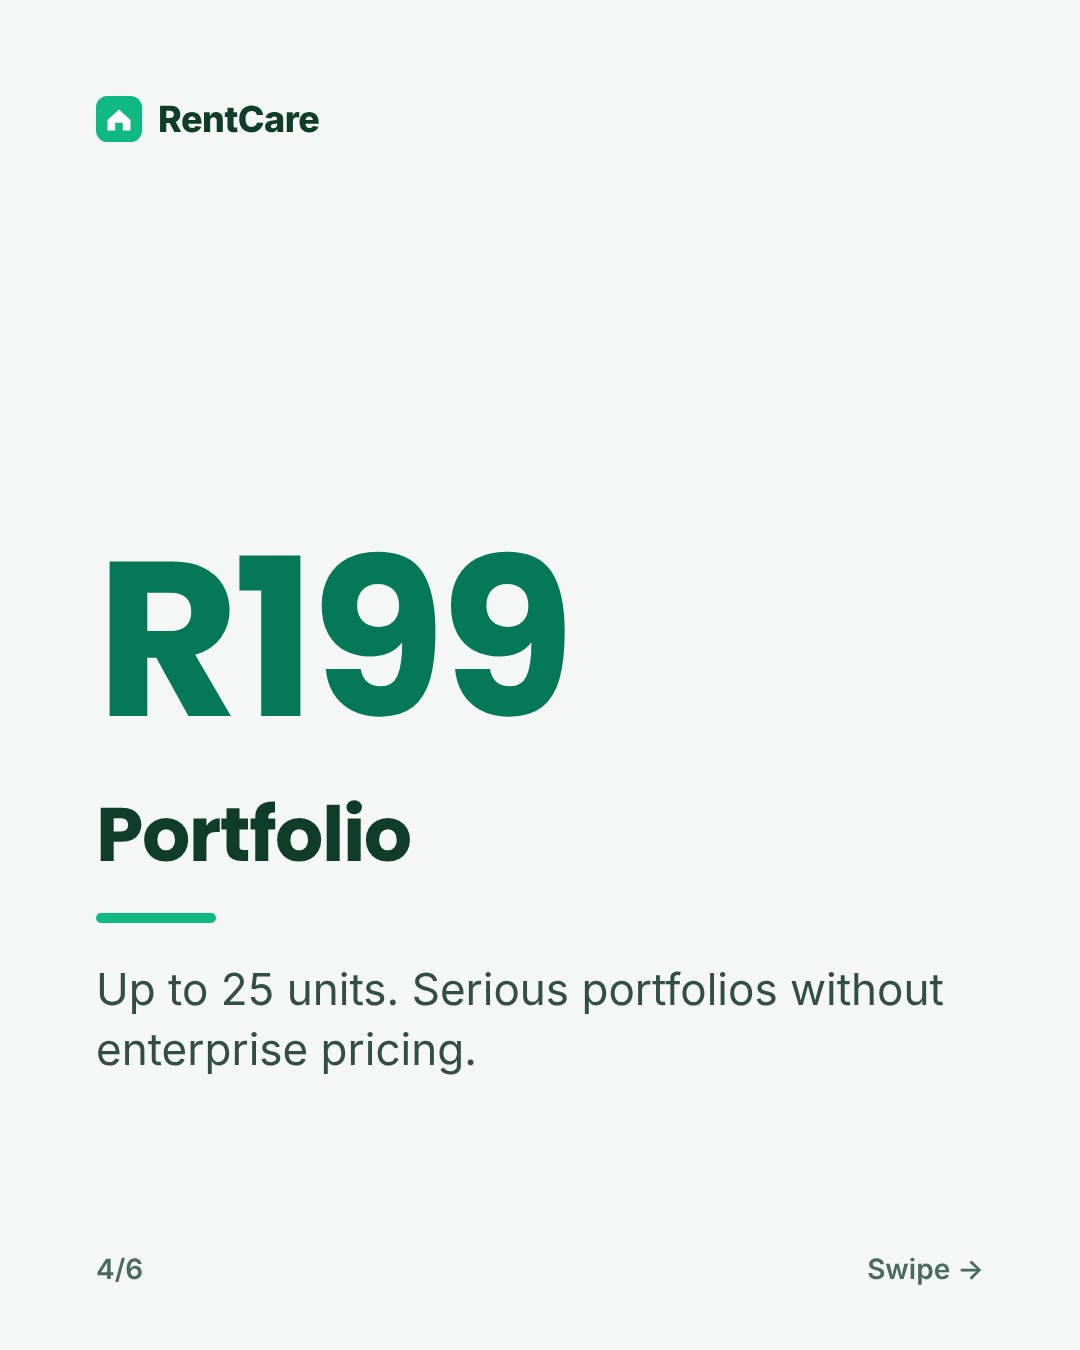 RentCare
R199
Portfolio
Up to 25 units. Serious portfolios without
enterprise pricing.
4/6
Swipe →